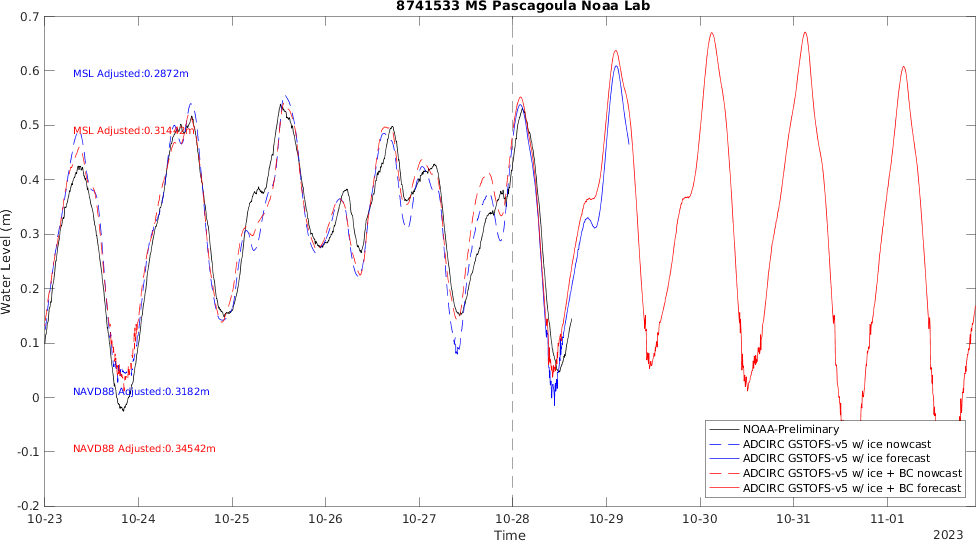 8741533 MS Pascagoula Noaa Lab
0.7
0.6
0.5
0.4
0.3
0.2
0.1
0
-0.1
-0.2
Water Level (m)
MSL Adjusted:0.2872m
NAVD88 Adjusted:0.3182m
NAVD88 Adjusted:0.34542m
NOAA-Preliminary
ADCIRC GSTOFS-v5 w/ ice nowcast
ADCIRC GSTOFS-v5 w/ ice forecast
ADCIRC GSTOFS-v5 w/ ice + BC nowcast
ADCIRC GSTOFS-v5 w/ ice + BC forecast
10-23 10-24 10-25 10-26 10-27 10-28 10-29 10-30 10-31 11-01
Time
2023
MSL Adjusted: